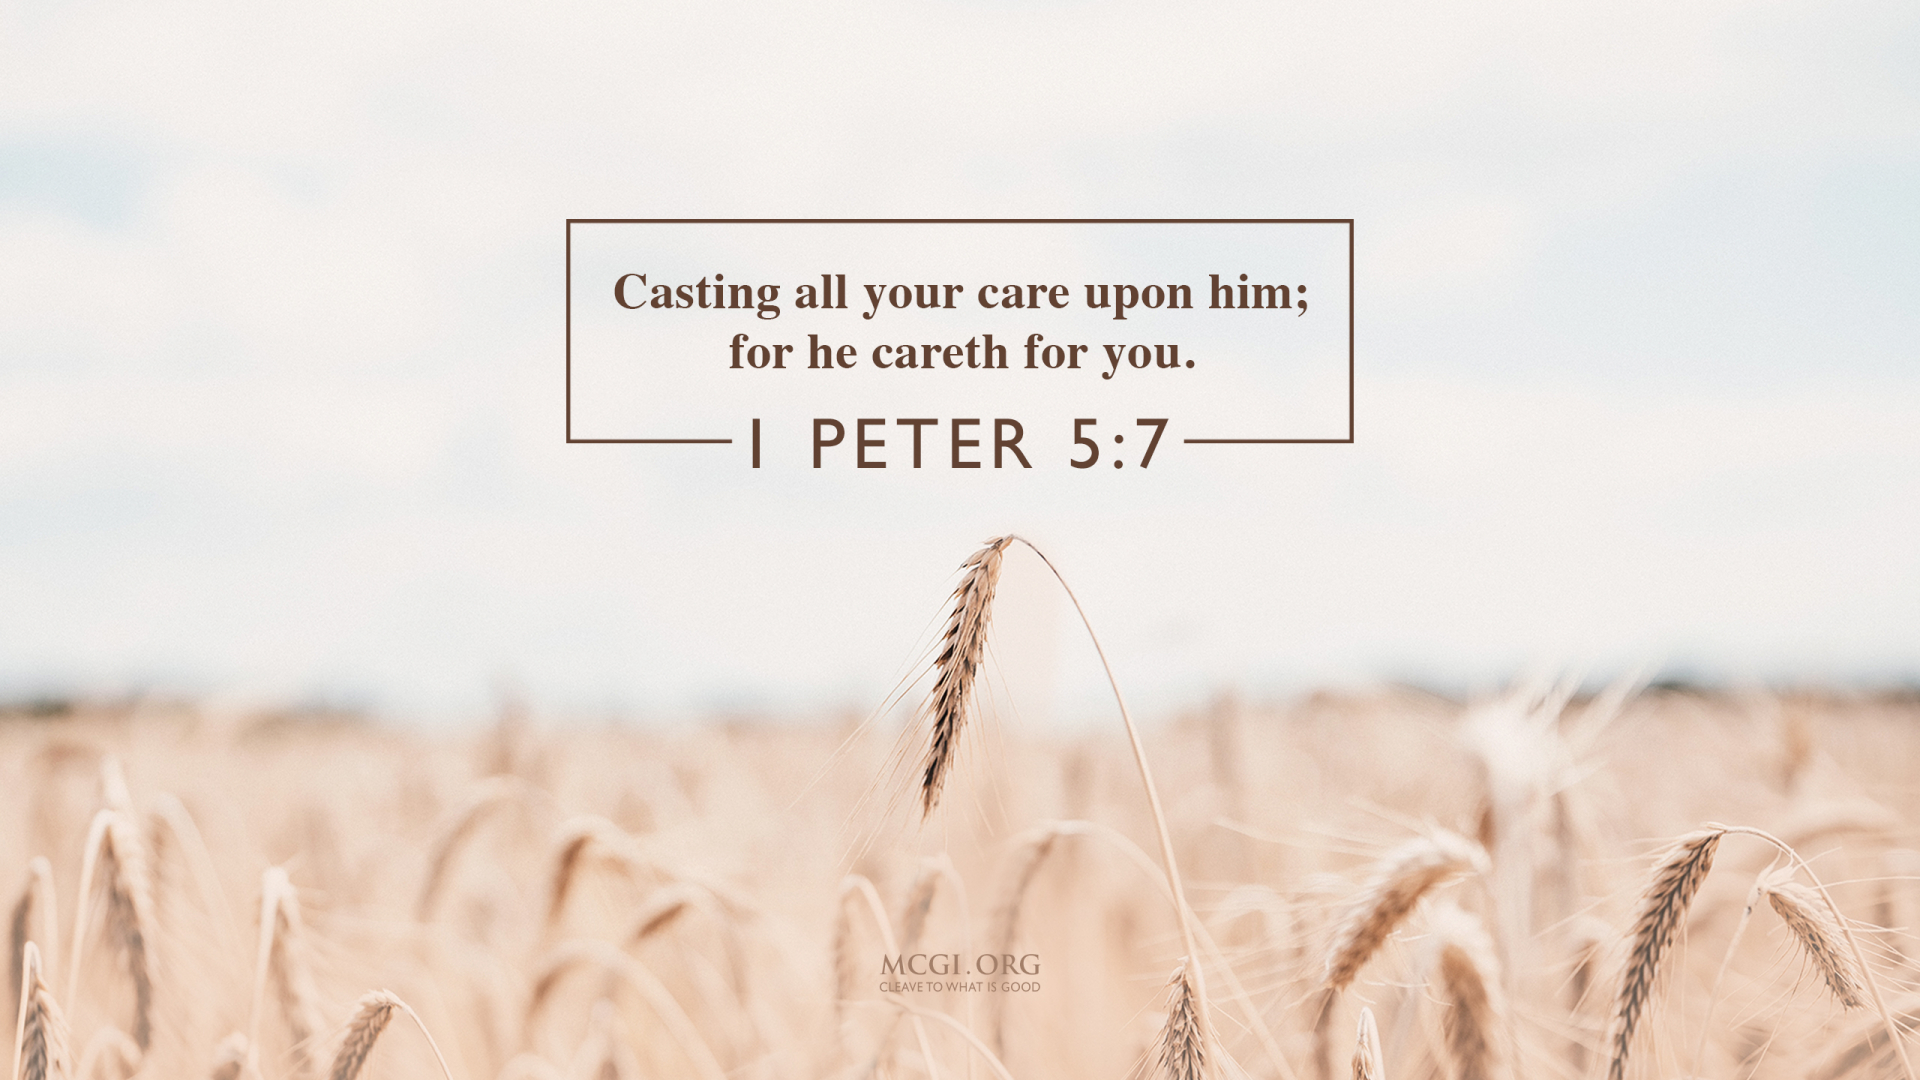 Casting all your care upon him;
for he careth for you.
1 PETER 5:7
MCGI.ORG
CLEAVE TO WHAT IS GOOD